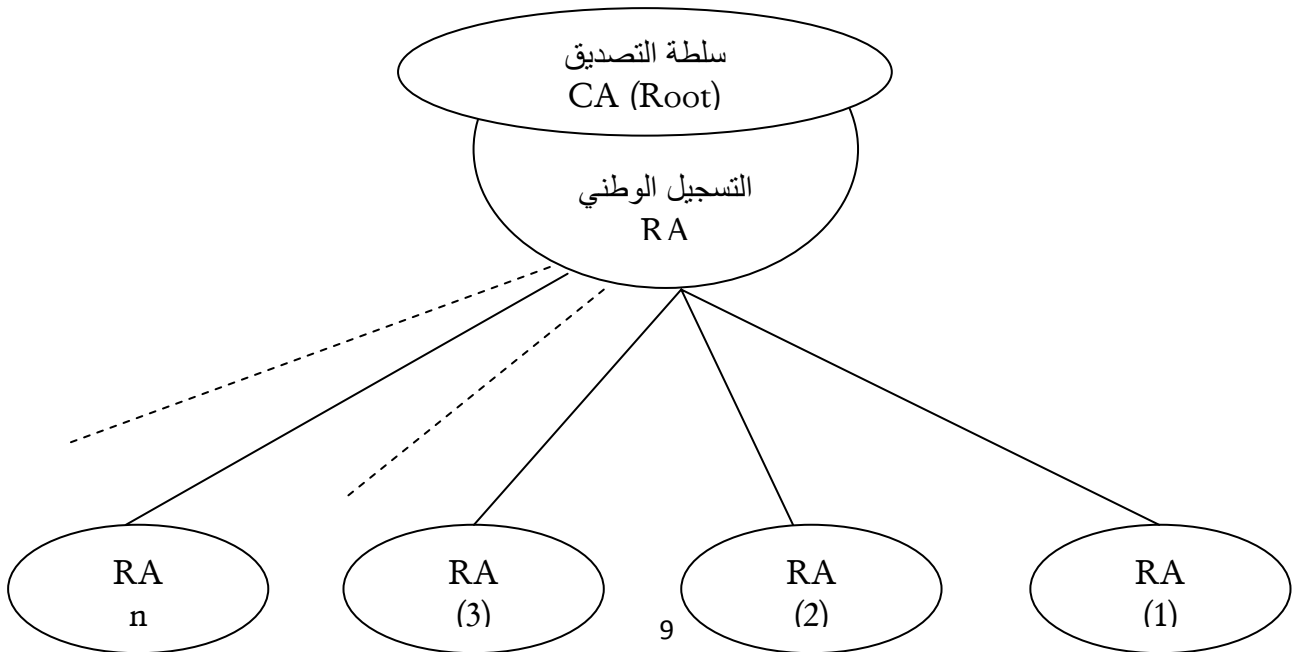 سلطة التصديق
CA (Root)
التسجيل الوطني
RA
RA
(1)
RA
(2)
RA
(3)
RA
n
9